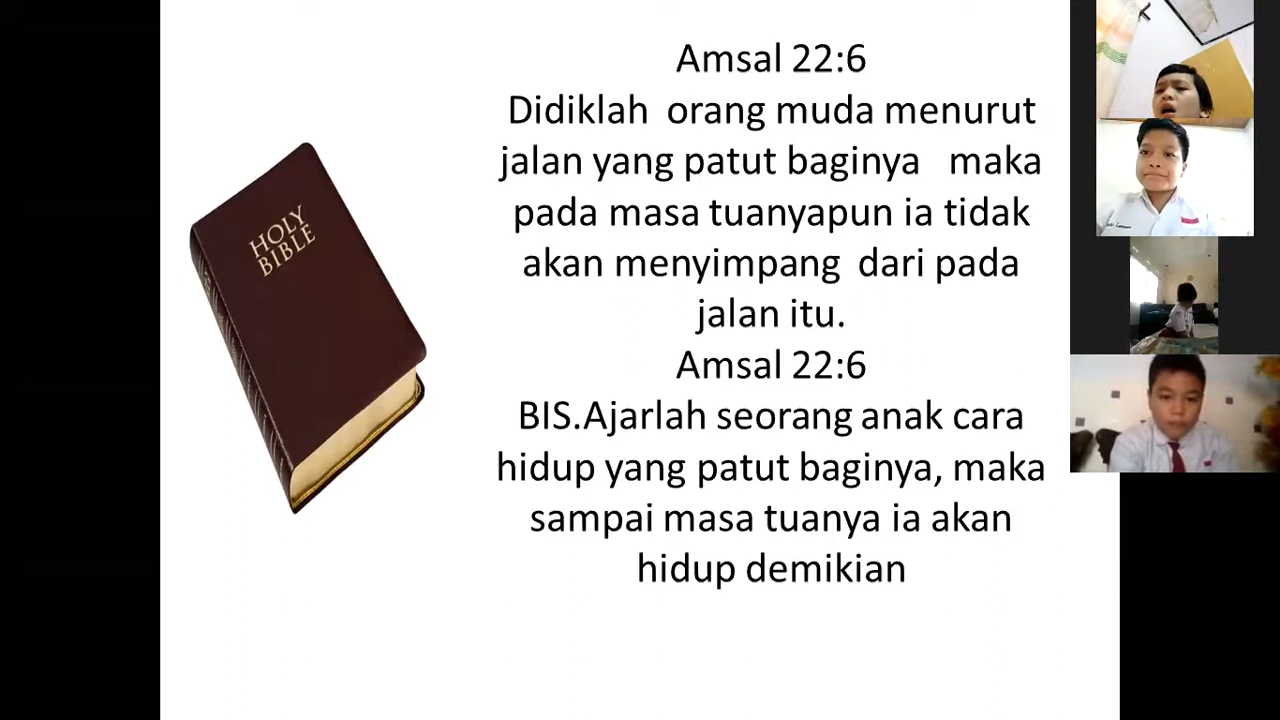 Amsal 22:6
Didiklah orang muda menurut
jalan yang patut baginya maka
pada masa tuanyapun ia tidak
akan menyimpang dari pada
jalan itu.
Amsal 22:6
BIS.Ajarlah seorang anak cara
hidup yang patut baginya, maka
sampai masa tuanya ia akan
hidup demikian
HOLY
BIBLE